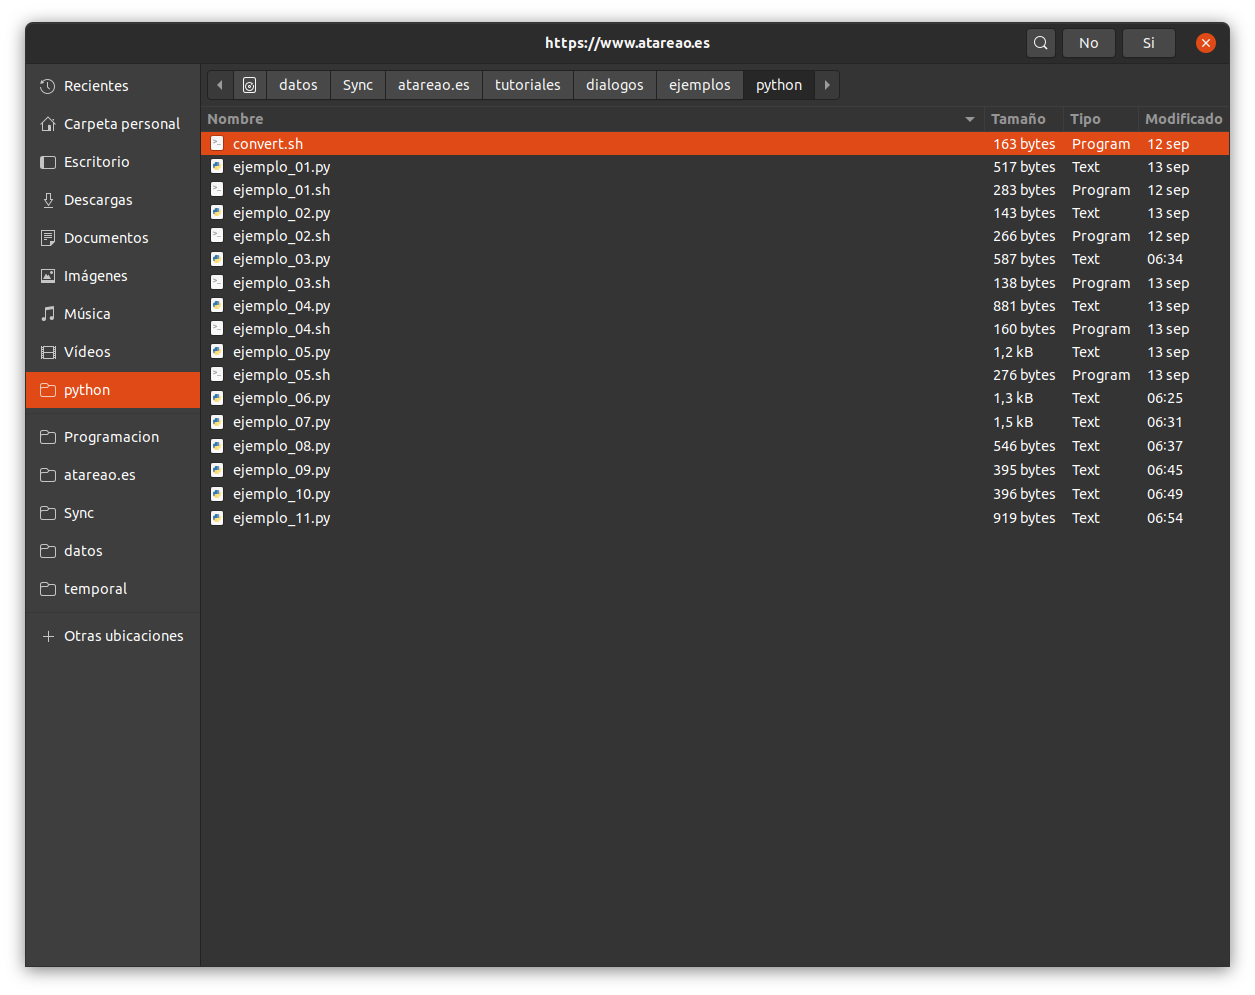 https://www.atareao.es
No
Si
Recientes
Carpeta personal
Escritorio
Descargas
Documentos
Imágenes
Música
Vídeos
python
Programacion
atareao.es
Sync
datos
temporal
Otras ubicaciones
datos Sync atareao.es tutoriales dialogos ejemplos python
Nombre Tamaño Tipo Modificado
convert.sh 163 bytes Program 12 sep
ejemplo_01.py 517 bytes Text 13 sep
ejemplo_01.sh 283 bytes Program 12 sep
ejemplo_02.py 143 bytes Text 13 sep
ejemplo_02.sh 266 bytes Program 12 sep
ejemplo_03.py 587 bytes Text 06:34
ejemplo_03.sh 138 bytes Program 13 sep
ejemplo_04.py 881 bytes Text 13 sep
ejemplo_04.sh 160 bytes Program 13 sep
ejemplo_05.py 1,2 kB Text 13 sep
ejemplo_05.sh 276 bytes Program 13 sep
ejemplo_06.py 1,3 kB Text 06:25
ejemplo_07.py 1,5 kB Text 06:31
ejemplo_08.py 546 bytes Text 06:37
ejemplo_09.py 395 bytes Text 06:45
ejemplo_10.py 396 bytes Text 06:49
ejemplo_11.py 919 bytes Text 06:54